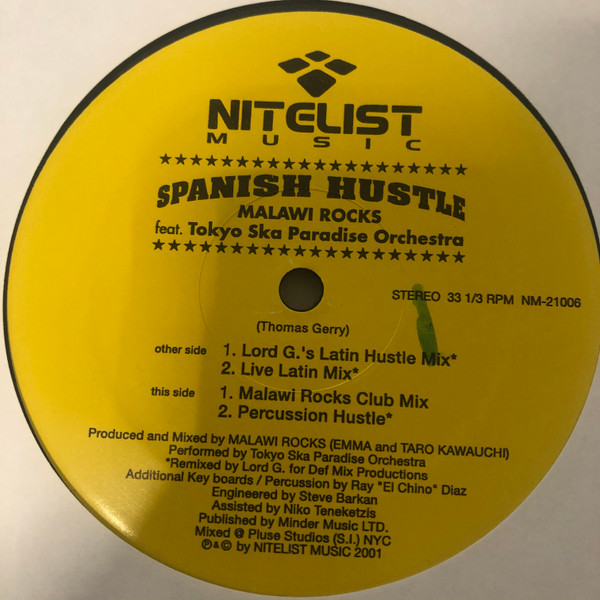 NITELIST
MUSIC
★★★★★★★★★★★★★★★★★★★★
SPANISH HUSTLE
MALAWI ROCKS
feat. Tokyo Ska Paradise Orchestra
★★★★★★★★★★★★★★★★★★★★
STEREO 33 1/3 RPM NM-21006
(Thomas Gerry)
other side 1. Lord G.'s Latin Hustle Mix*
2. Live Latin Mix*
this side 1. Malawi Rocks Club Mix
2. Percussion Hustle*
Produced and Mixed by MALAWI ROCKS (EMMA and TARO KAWAUCHI)
Performed by Tokyo Ska Paradise Orchestra
*Remixed by Lord G. for Def Mix Productions
Additional Key boards / Percussion by Ray "El Chino" Diaz
Engineered by Steve Barkan
Assisted by Niko Teneketzis
Published by Minder Music LTD.
Mixed @ Pluse Studios (S.I.) NYC
℗&© by NITELIST MUSIC 2001